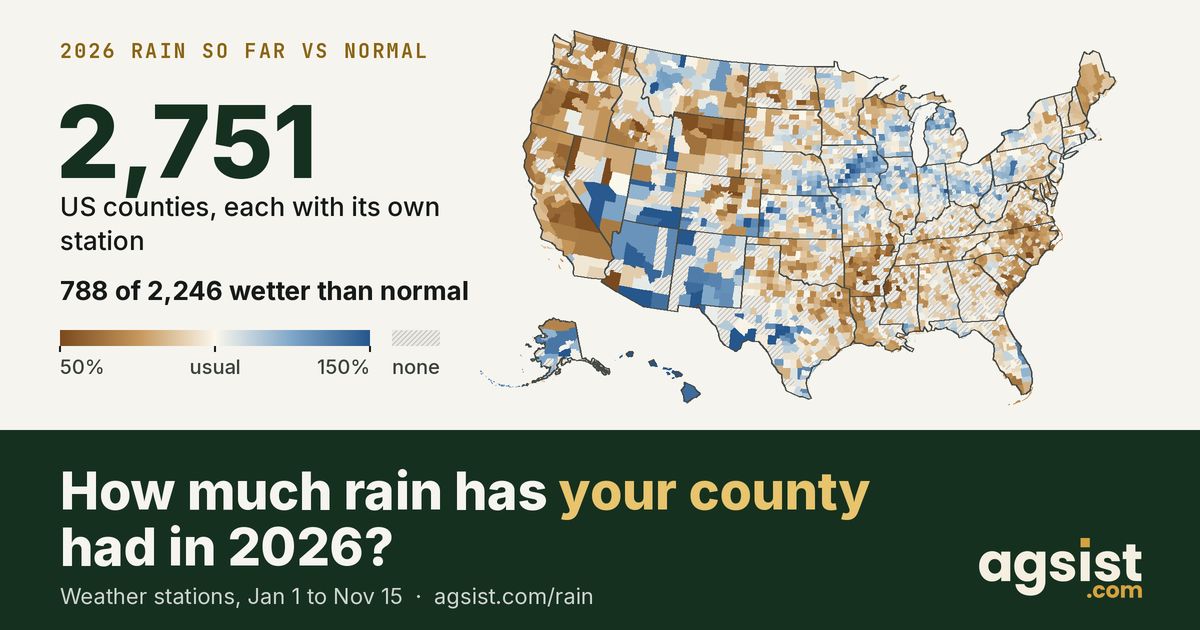 2026 RAIN SO FAR VS NORMAL
2,751
US counties, each with its own
station
788 of 2,246 wetter than normal
50% usual 150% none
How much rain has your county
had in 2026?
Weather stations, Jan 1 to Nov 15 · agsist.com/rain
agsist
.com